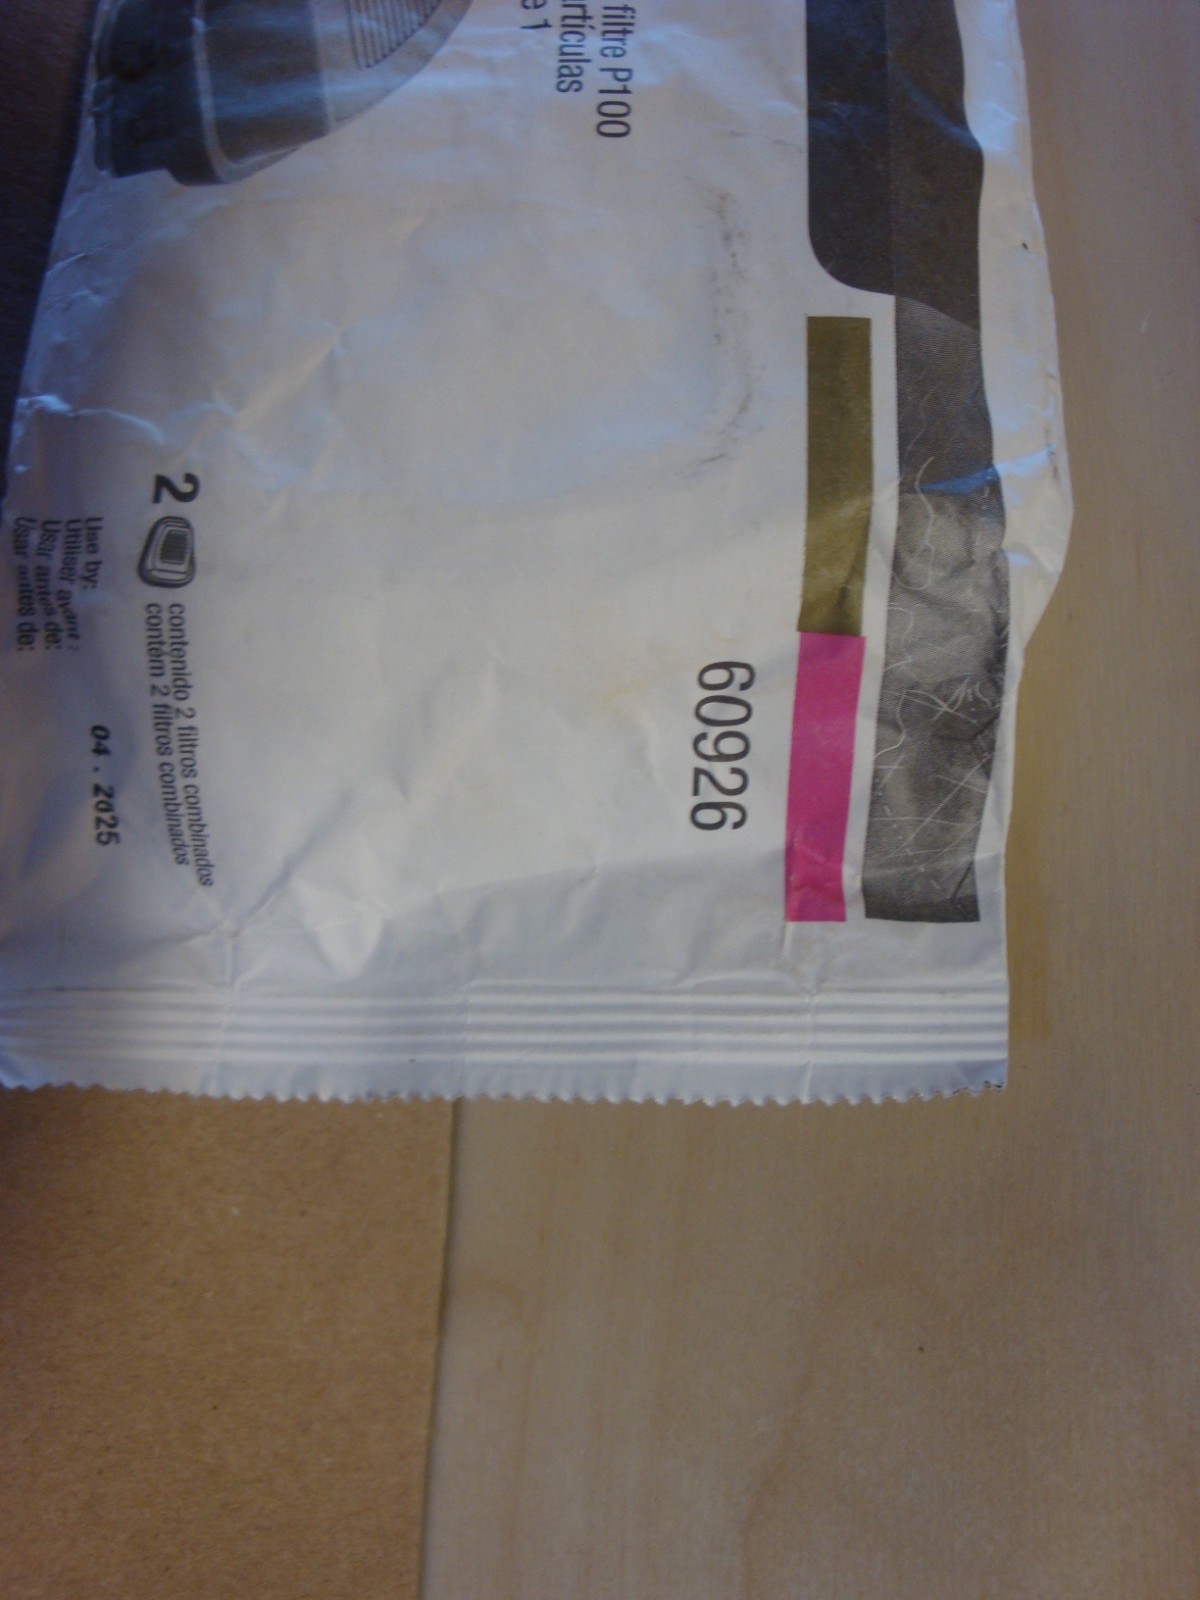 filtre P100
artículas
e 1
60926
2
contenido 2 filtros combinados
contém 2 filtros combinados
Use by:
Utiliser avant :
Usar antes de:
Usar antes de:
04 . 2025